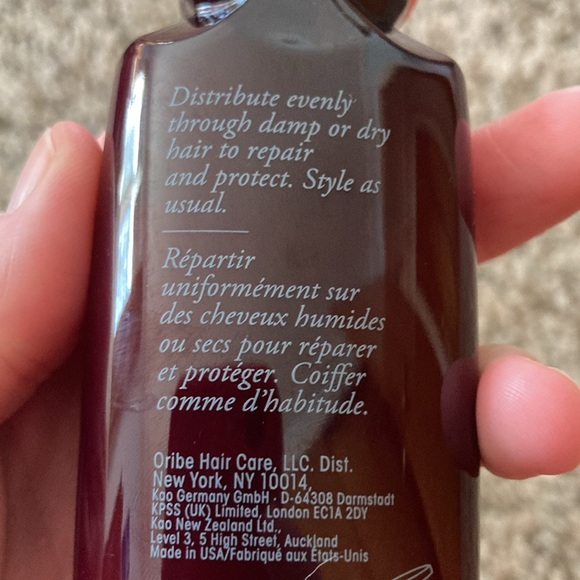 Distribute evenly
through damp or dry
hair to repair
and protect. Style as
usual.
Répartir
uniformément sur
des cheveux humides
ou secs pour réparer
et protéger. Coiffer
comme d'habitude.
Oribe Hair Care, LLC. Dist.
New York, NY 10014,
Kao Germany GmbH · D-64308 Darmstadt
KPSS (UK) Limited, London EC1A 2DY
Kao New Zealand Ltd.,
Level 3, 5 High Street, Auckland
Made in USA/Fabriqué aux États-Unis